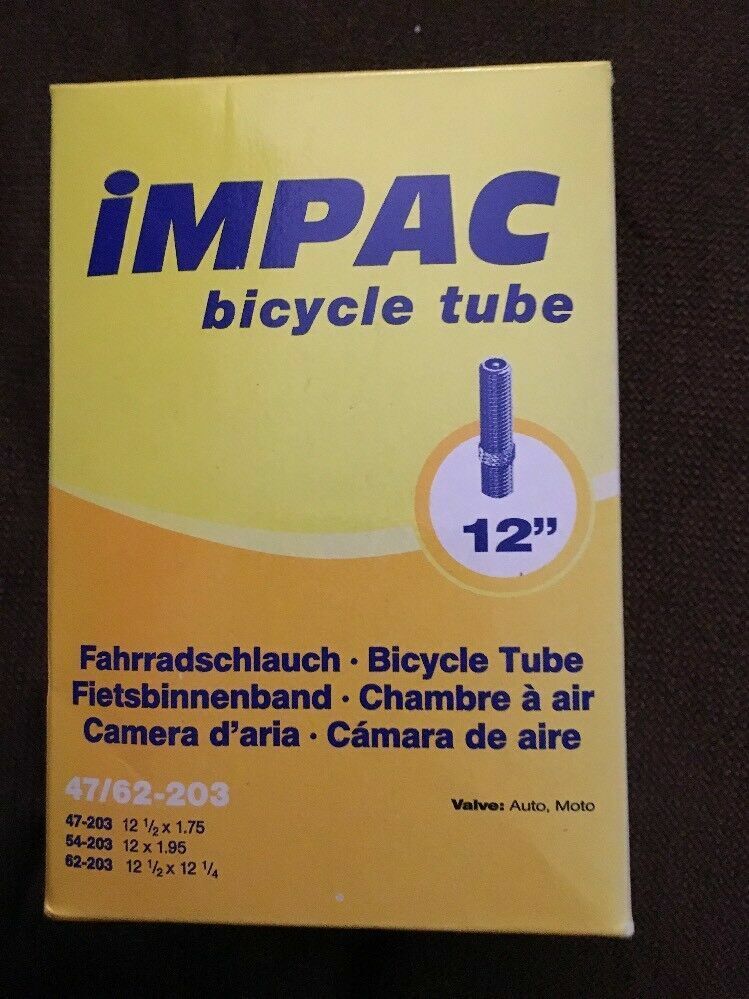 iMPAC
bicycle tube
12”
Fahrradschlauch · Bicycle Tube
Fietsbinnenband · Chambre à air
Camera d'aria · Cámara de aire
47/62-203
Valve: Auto, Moto
47-203 12 1/2 x 1.75
54-203 12 x 1.95
62-203 12 1/2 x 12 1/4